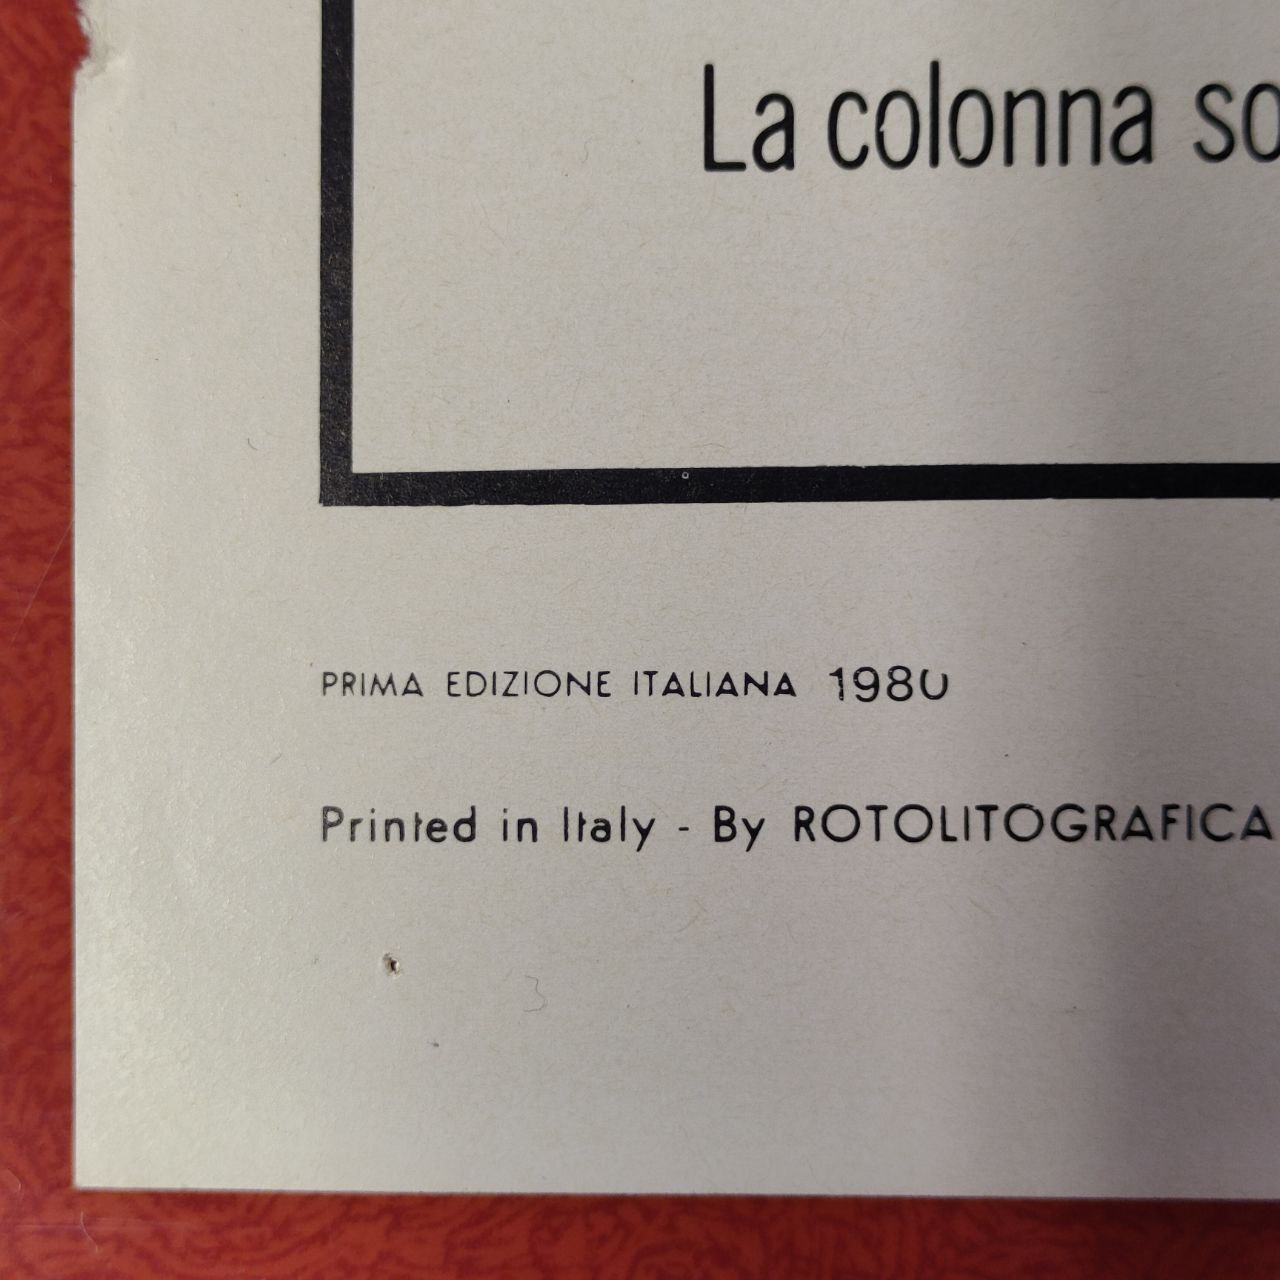 La colonna so
PRIMA EDIZIONE ITALIANA 1980
Printed in Italy - By ROTOLITOGRAFICA